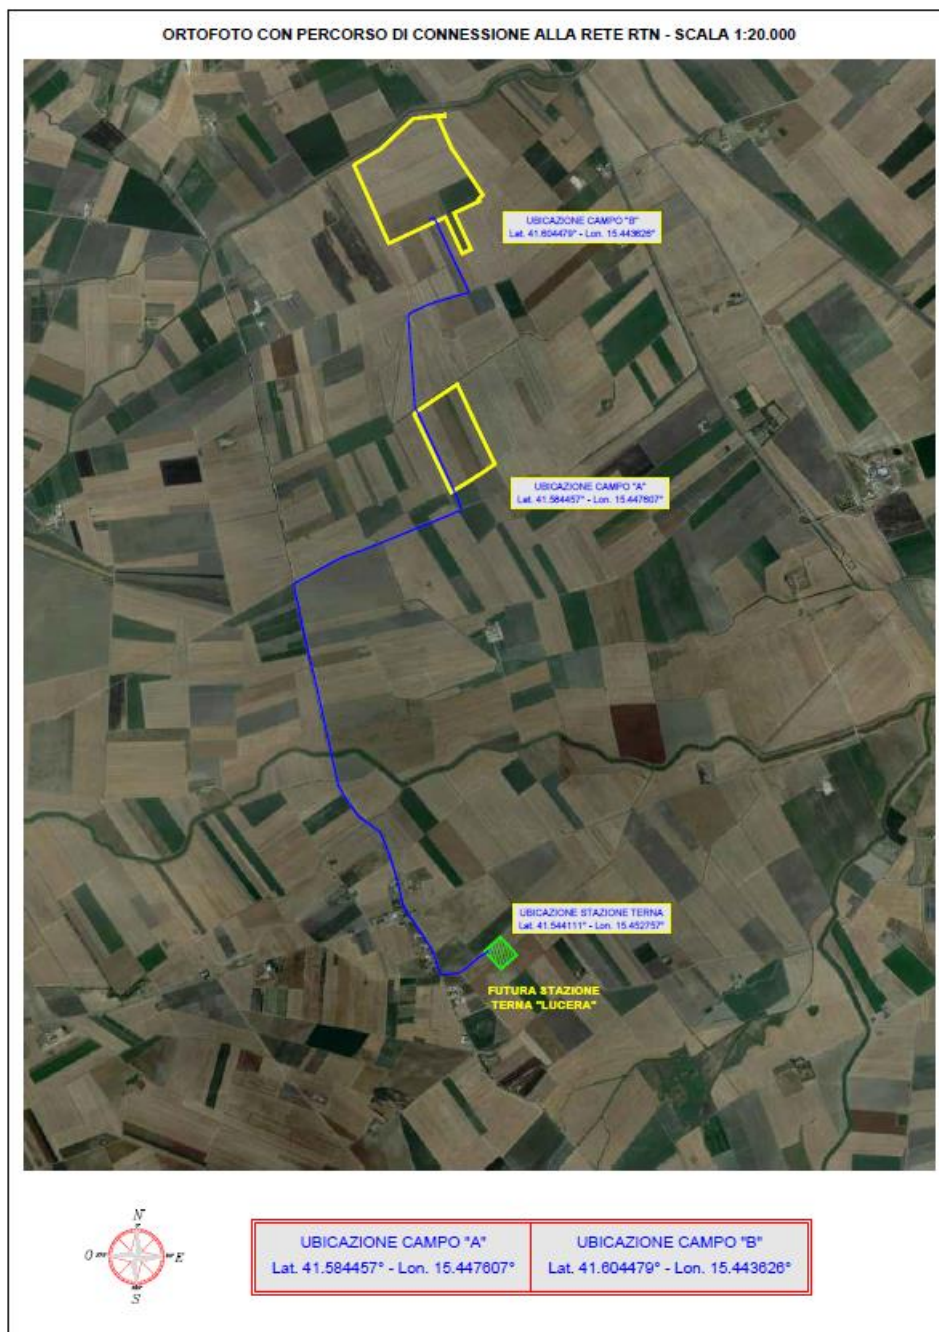 ORTOFOTO CON PERCORSO DI CONNESSIONE ALLA RETE RTN - SCALA 1:20.000
UBICAZIONE CAMPO "B"
Lat. 41.604479° - Lon. 15.443626°
UBICAZIONE CAMPO "A"
Lat. 41.584457° - Lon. 15.447607°
UBICAZIONE STAZIONE TERNA
Lat. 41.544111° - Lon. 15.452757°
FUTURA STAZIONE
TERNA "LUCERA"
N
O
E
S
UBICAZIONE CAMPO "A"
Lat. 41.584457° - Lon. 15.447607°
UBICAZIONE CAMPO "B"
Lat. 41.604479° - Lon. 15.443626°